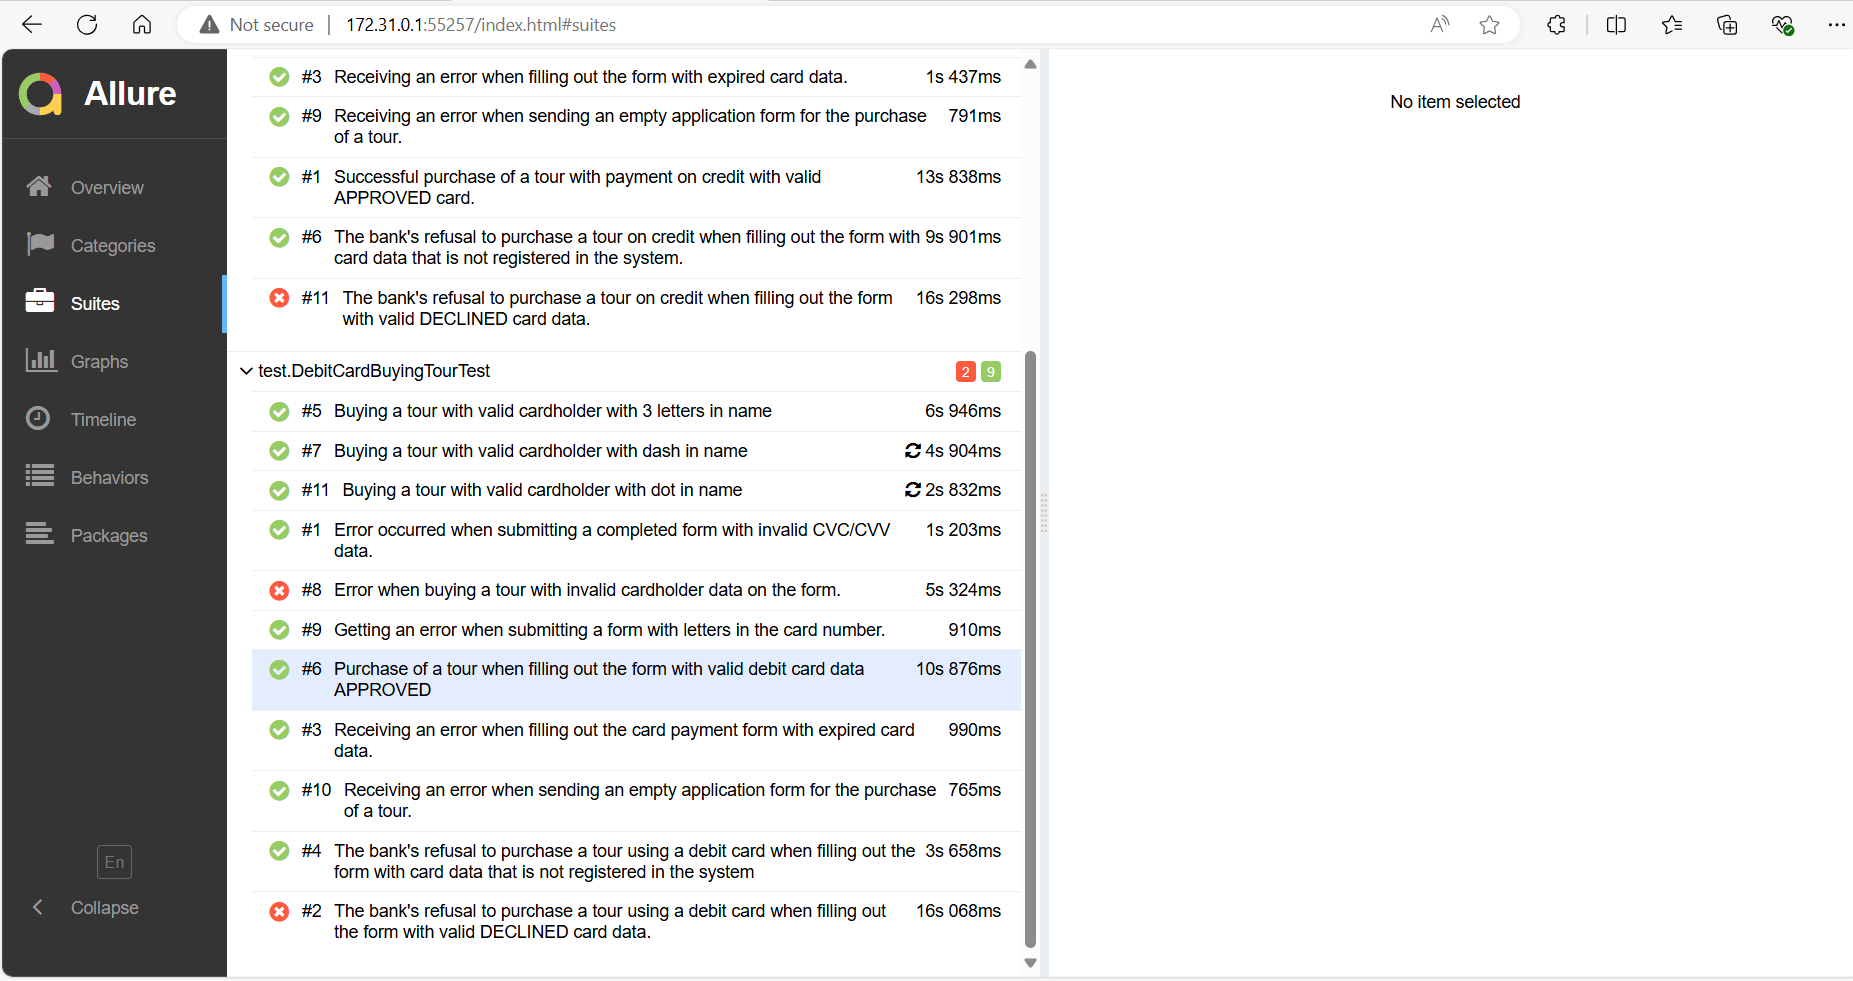 Not secure 172.31.0.1:55257/index.html#suites
Allure
Overview
Categories
Suites
Graphs
Timeline
Behaviors
Packages
En
Collapse
#3 Receiving an error when filling out the form with expired card data. 1s 437ms
#9 Receiving an error when sending an empty application form for the purchase 791ms
of a tour.
#1 Successful purchase of a tour with payment on credit with valid 13s 838ms
APPROVED card.
#6 The bank's refusal to purchase a tour on credit when filling out the form with 9s 901ms
card data that is not registered in the system.
#11 The bank's refusal to purchase a tour on credit when filling out the form 16s 298ms
with valid DECLINED card data.
test.DebitCardBuyingTourTest 2 9
#5 Buying a tour with valid cardholder with 3 letters in name 6s 946ms
#7 Buying a tour with valid cardholder with dash in name 4s 904ms
#11 Buying a tour with valid cardholder with dot in name 2s 832ms
#1 Error occurred when submitting a completed form with invalid CVC/CVV 1s 203ms
data.
#8 Error when buying a tour with invalid cardholder data on the form. 5s 324ms
#9 Getting an error when submitting a form with letters in the card number. 910ms
#6 Purchase of a tour when filling out the form with valid debit card data 10s 876ms
APPROVED
#3 Receiving an error when filling out the card payment form with expired card 990ms
data.
#10 Receiving an error when sending an empty application form for the purchase 765ms
of a tour.
#4 The bank's refusal to purchase a tour using a debit card when filling out the 3s 658ms
form with card data that is not registered in the system
#2 The bank's refusal to purchase a tour using a debit card when filling out 16s 068ms
the form with valid DECLINED card data.
No item selected